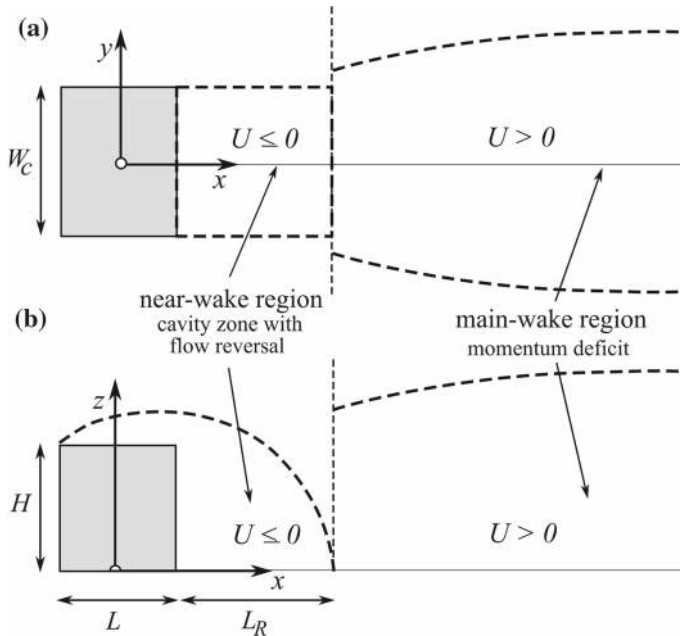 (a)
y
W_c
U ≤ 0
U > 0
x
near-wake region
cavity zone with
flow reversal
main-wake region
momentum deficit
(b)
z
H
U ≤ 0
U > 0
x
L
L_R